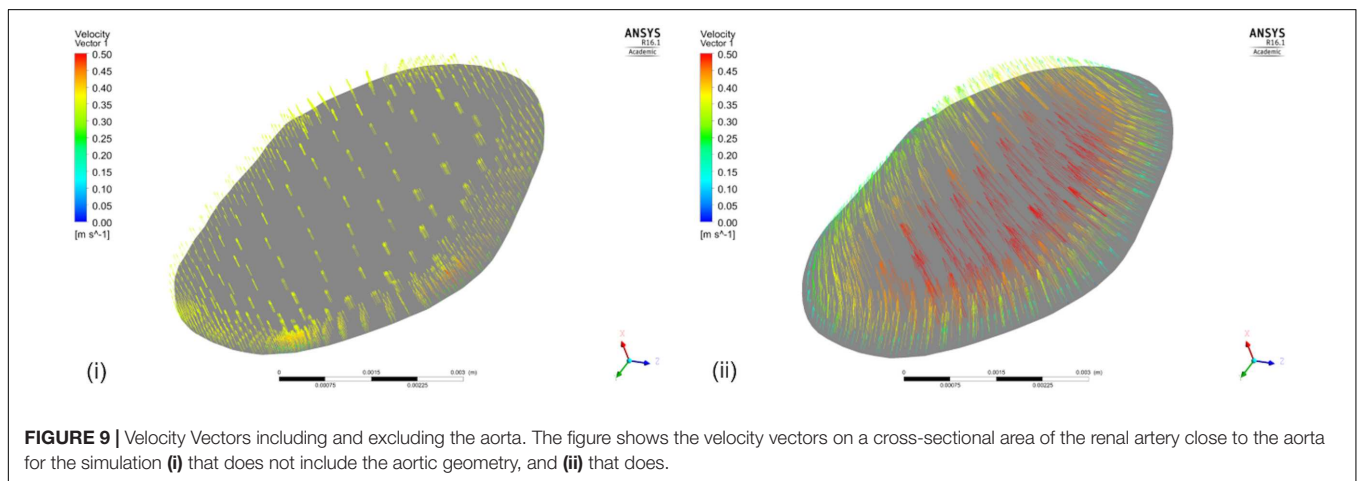 Velocity
Vector 1
0.50
0.45
0.40
0.35
0.30
0.25
0.20
0.15
0.10
0.05
0.00
[m s^-1]
ANSYS
R16.1
Academic
X
Z
(i)
0
0.0015
0.003 (m)
0.00075
0.00225
Velocity
Vector 1
0.50
0.45
0.40
0.35
0.30
0.25
0.20
0.15
0.10
0.05
0.00
[m s^-1]
ANSYS
R16.1
Academic
X
Z
(ii)
0
0.0015
0.003 (m)
0.00075
0.00225
FIGURE 9 | Velocity Vectors including and excluding the aorta. The figure shows the velocity vectors on a cross-sectional area of the renal artery close to the aorta
for the simulation (i) that does not include the aortic geometry, and (ii) that does.